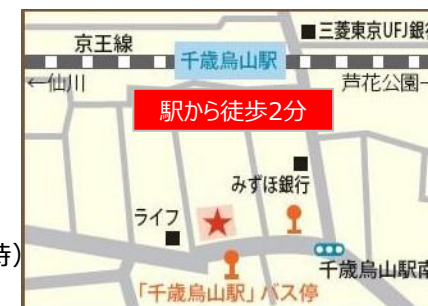 ■三菱東京UFJ銀
京王線
千歳烏山駅
←仙川
芦花公園→
駅から徒歩2分
みずほ銀行
ライフ
時)
千歳烏山駅南
「千歳烏山駅」バス停